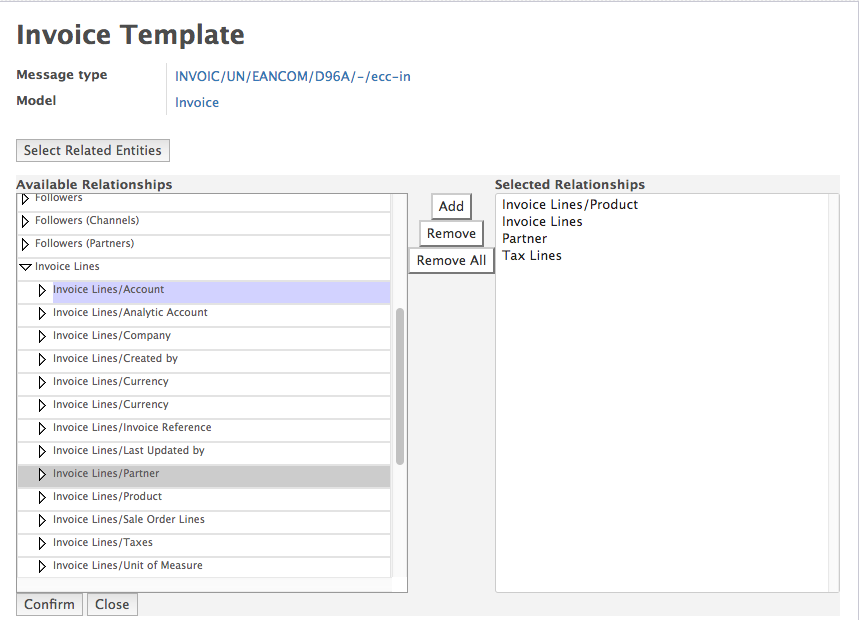 Invoice Template
Message type
INVOIC/UN/EANCOM/D96A/-/ecc-in
Model
Invoice
Select Related Entities
Available Relationships
Followers
Followers (Channels)
Followers (Partners)
Invoice Lines
Invoice Lines/Account
Invoice Lines/Analytic Account
Invoice Lines/Company
Invoice Lines/Created by
Invoice Lines/Currency
Invoice Lines/Currency
Invoice Lines/Invoice Reference
Invoice Lines/Last Updated by
Invoice Lines/Partner
Invoice Lines/Product
Invoice Lines/Sale Order Lines
Invoice Lines/Taxes
Invoice Lines/Unit of Measure
Add
Remove
Remove All
Selected Relationships
Invoice Lines/Product
Invoice Lines
Partner
Tax Lines
Confirm
Close